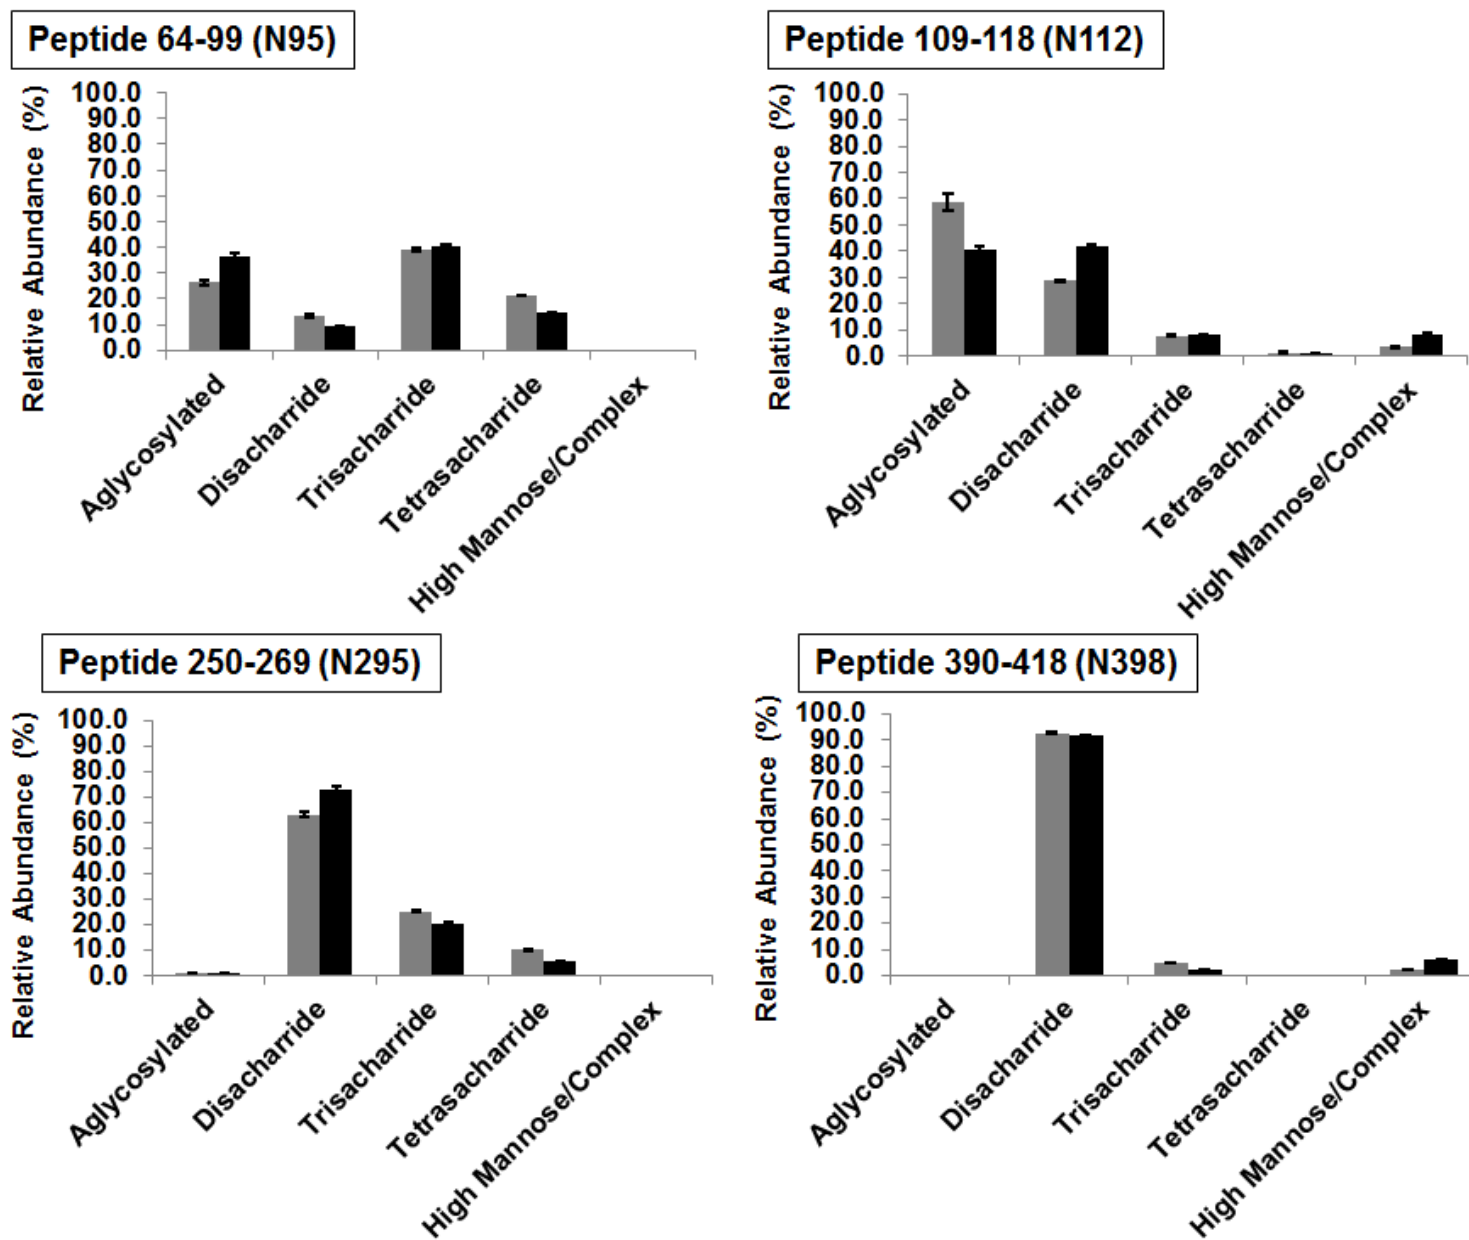 Peptide 64-99 (N95)
Relative Abundance (%)
100.0
90.0
80.0
70.0
60.0
50.0
40.0
30.0
20.0
10.0
0.0
Aglycosylated
Disacharride
Trisacharride
Tetrasacharride
High Mannose/Complex
Peptide 109-118 (N112)
Relative Abundance (%)
100.0
90.0
80.0
70.0
60.0
50.0
40.0
30.0
20.0
10.0
0.0
Aglycosylated
Disacharride
Trisacharride
Tetrasacharride
High Mannose/Complex
Peptide 250-269 (N295)
Relative Abundance (%)
100.0
90.0
80.0
70.0
60.0
50.0
40.0
30.0
20.0
10.0
0.0
Aglycosylated
Disacharride
Trisacharride
Tetrasacharride
High Mannose/Complex
Peptide 390-418 (N398)
Relative Abundance (%)
100.0
90.0
80.0
70.0
60.0
50.0
40.0
30.0
20.0
10.0
0.0
Aglycosylated
Disacharride
Trisacharride
Tetrasacharride
High Mannose/Complex